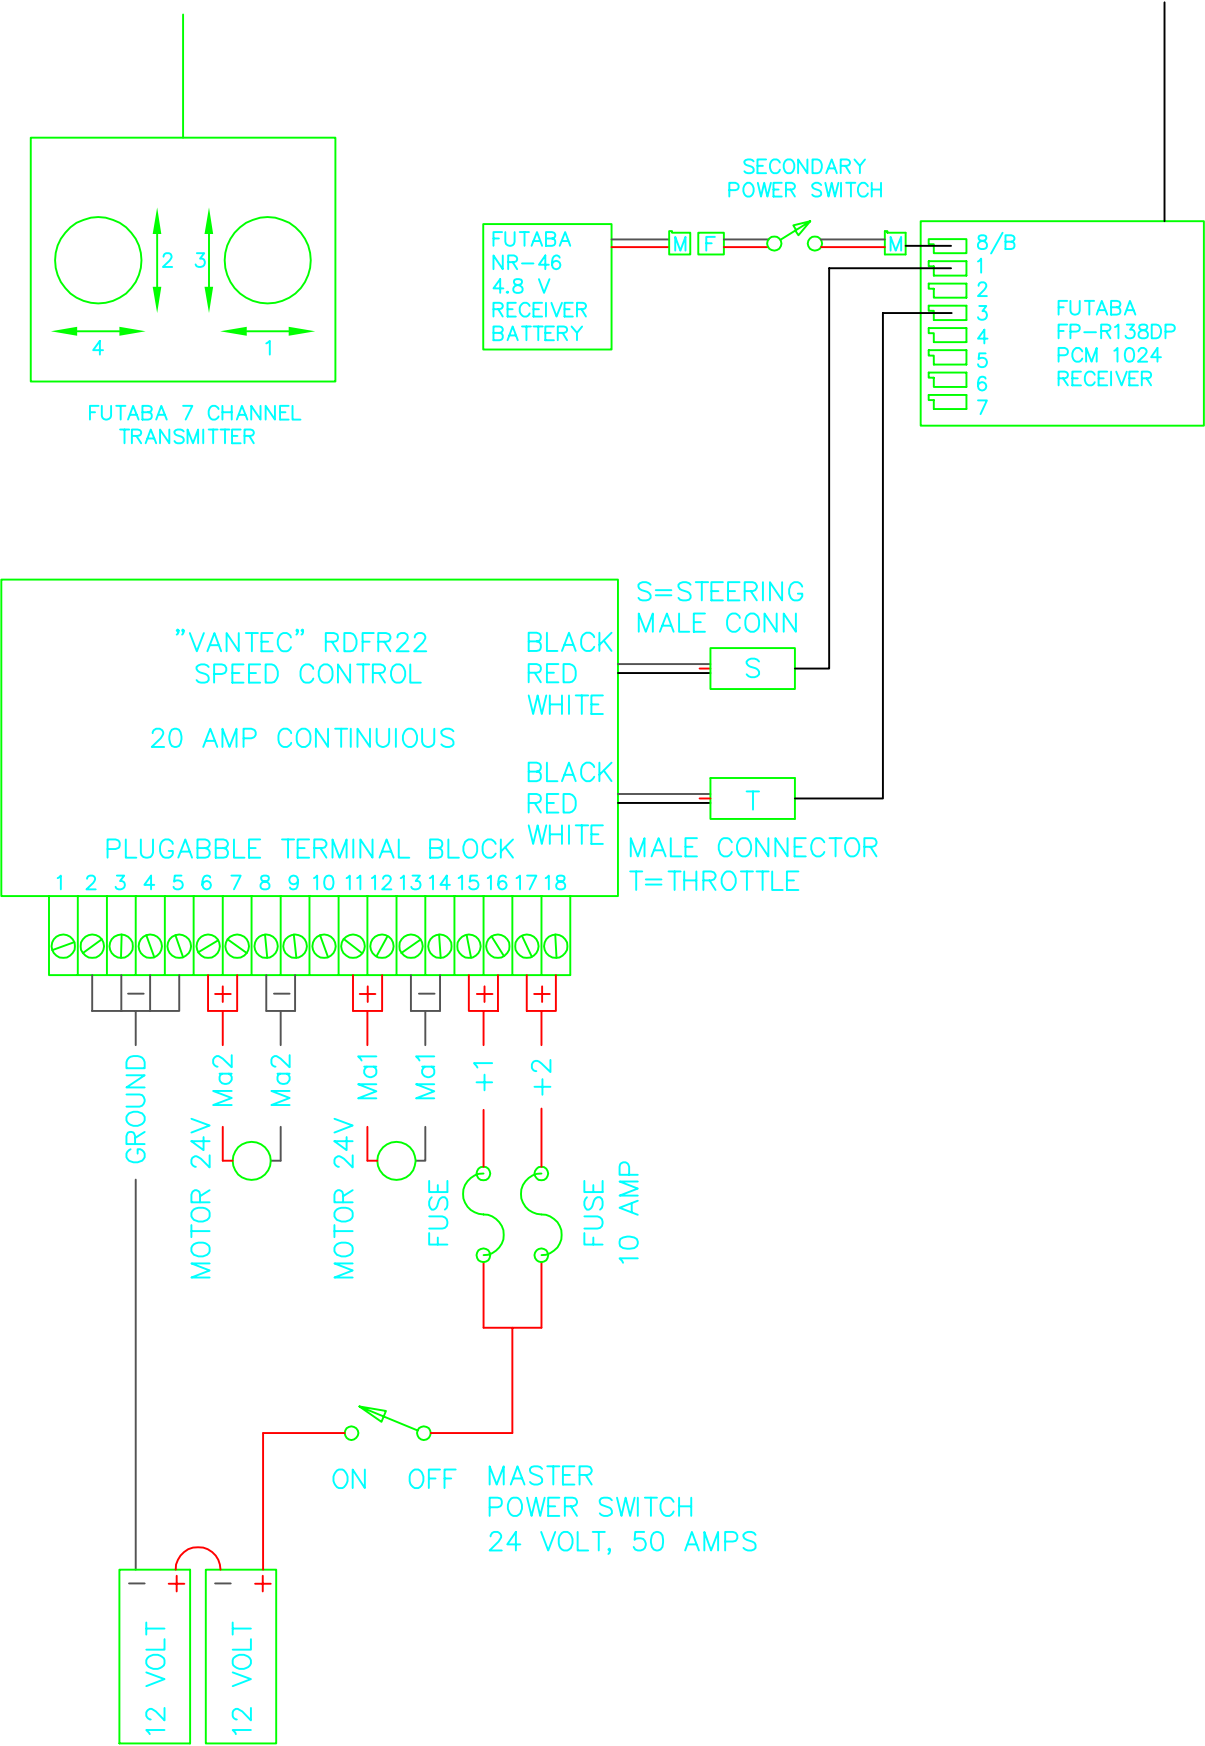 2 3
4 1
FUTABA 7 CHANNEL
TRANSMITTER
SECONDARY
POWER SWITCH
FUTABA
NR-46
4.8 V
RECEIVER
BATTERY
M F M
8/B
1
2
3
4
5
6
7
FUTABA
FP-R138DP
PCM 1024
RECEIVER
"VANTEC" RDFR22
SPEED CONTROL
20 AMP CONTINUIOUS
BLACK
RED
WHITE
S=STEERING
MALE CONN
S
BLACK
RED
WHITE
T
MALE CONNECTOR
T=THROTTLE
PLUGABBLE TERMINAL BLOCK
1 2 3 4 5 6 7 8 9 10 11 12 13 14 15 16 17 18
- + - + - + +
GROUND
Ma2
Ma2
Ma1
Ma1
+1
+2
MOTOR 24V
MOTOR 24V
FUSE
FUSE
10 AMP
ON OFF
MASTER
POWER SWITCH
24 VOLT, 50 AMPS
- + - +
12 VOLT
12 VOLT